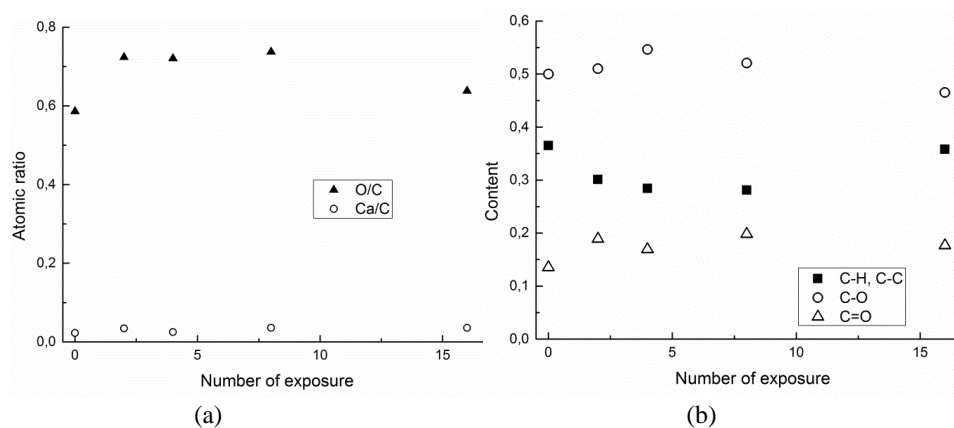 0,8
0,6
0,4
0,2
0,0
Atomic ratio
O/C
Ca/C
0 5 10 15
Number of exposure
(a)
0,6
0,5
0,4
0,3
0,2
0,1
0,0
Content
C-H, C-C
C-O
C=O
0 5 10 15
Number of exposure
(b)